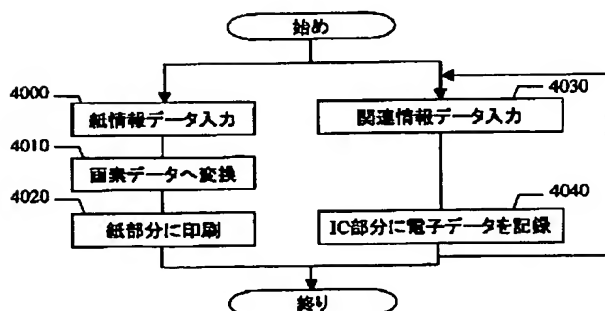 始め
4000
紙情報データ入力
4030
関連情報データ入力
4010
画素データへ変換
4020
紙部分に印刷
4040
IC部分に電子データを記録
終り